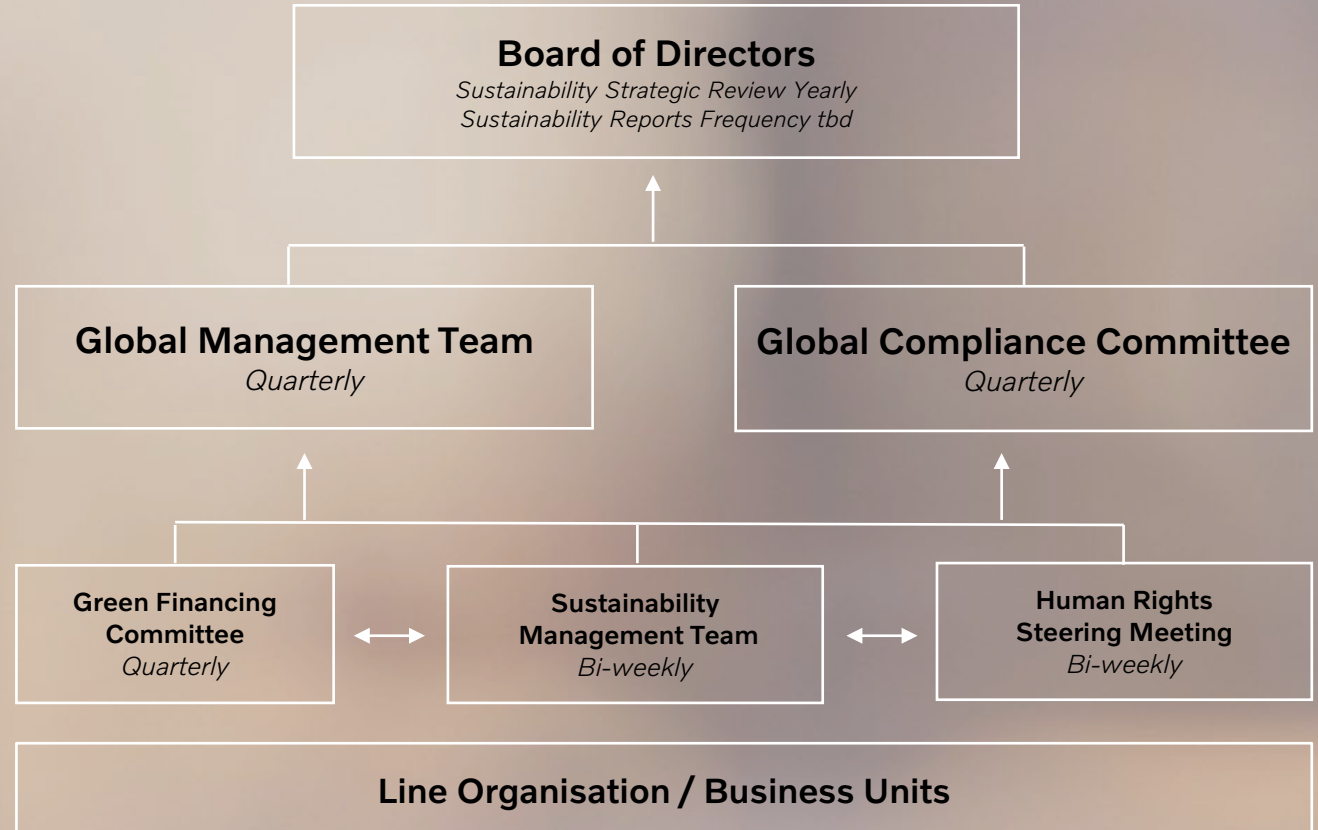 Board of Directors
Sustainability Strategic Review Yearly
Sustainability Reports Frequency tbd
Global Management Team
Quarterly
Global Compliance Committee
Quarterly
Green Financing
Committee
Quarterly
Sustainability
Management Team
Bi-weekly
Human Rights
Steering Meeting
Bi-weekly
Line Organisation / Business Units